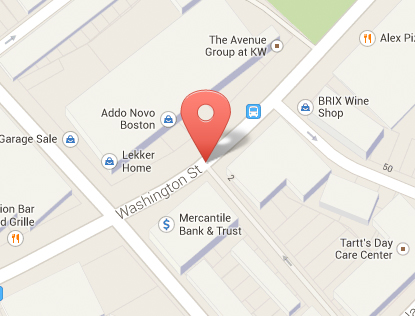 The Avenue
Group at KW
Alex Piz
Addo Novo
Boston
BRIX Wine
Shop
Garage Sale
Lekker
Home
50
Washington St
2
ion Bar
d Grille
Mercantile
Bank & Trust
Tartt's Day
Care Center